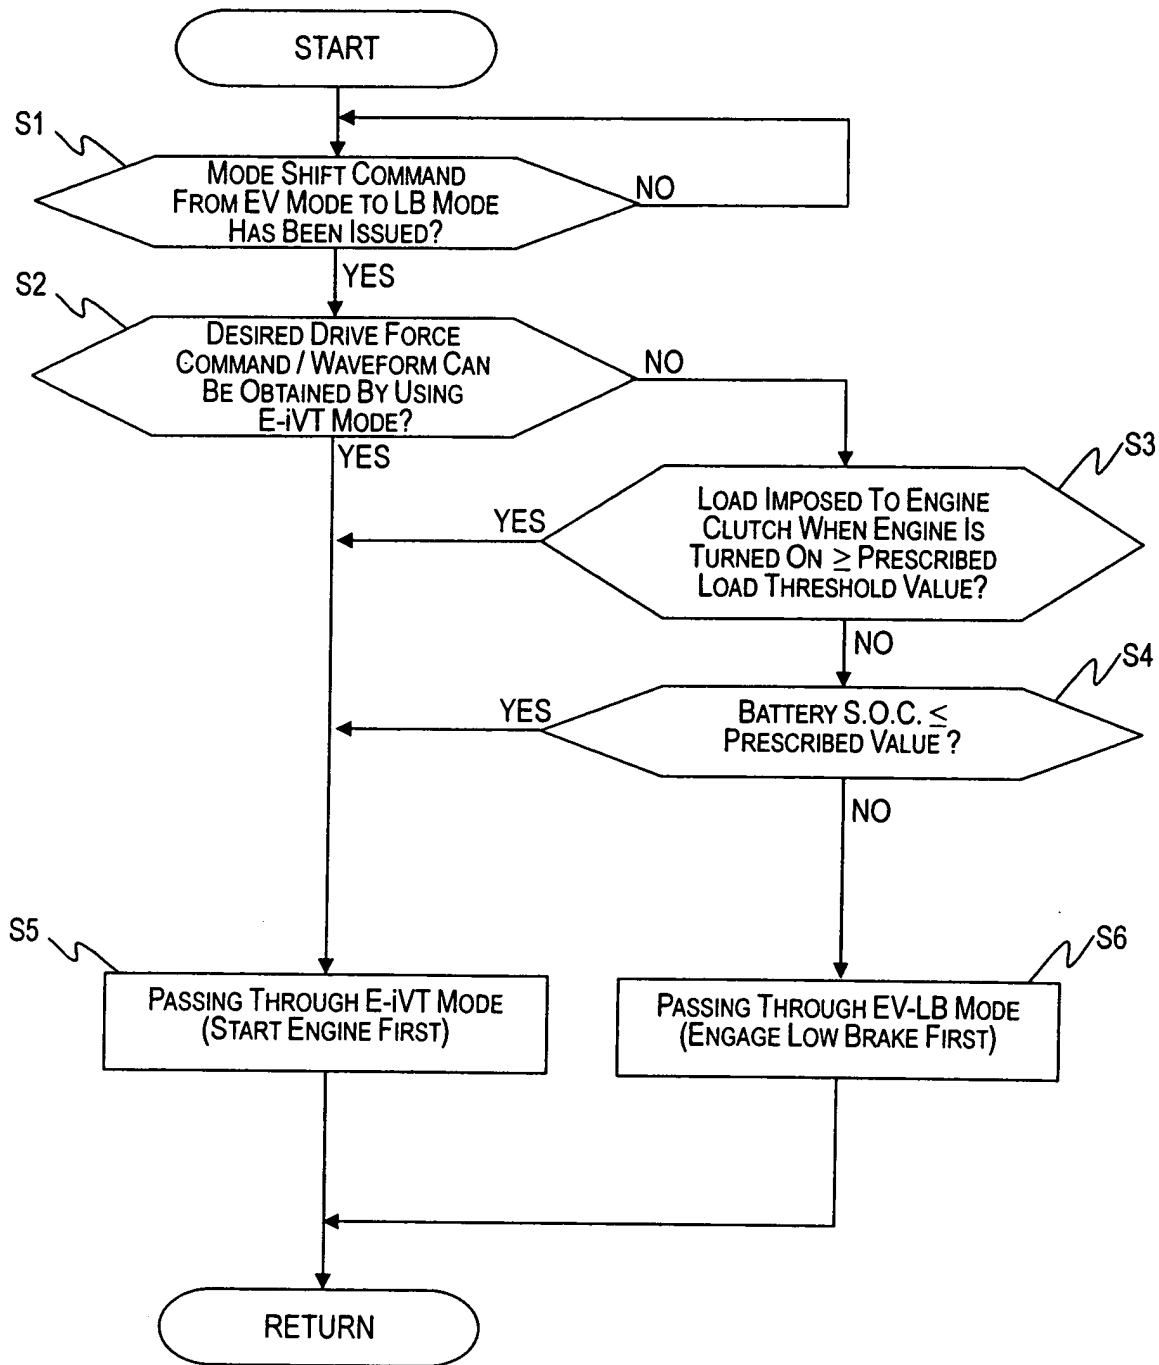 START
S1
MODE SHIFT COMMAND
FROM EV MODE TO LB MODE
HAS BEEN ISSUED?
NO
YES
S2
DESIRED DRIVE FORCE
COMMAND / WAVEFORM CAN
BE OBTAINED BY USING
E-iVT MODE?
NO
YES
S3
LOAD IMPOSED TO ENGINE
CLUTCH WHEN ENGINE IS
TURNED ON ≥ PRESCRIBED
LOAD THRESHOLD VALUE?
YES
NO
S4
BATTERY S.O.C. ≤
PRESCRIBED VALUE ?
YES
NO
S5
PASSING THROUGH E-iVT MODE
(START ENGINE FIRST)
S6
PASSING THROUGH EV-LB MODE
(ENGAGE LOW BRAKE FIRST)
RETURN